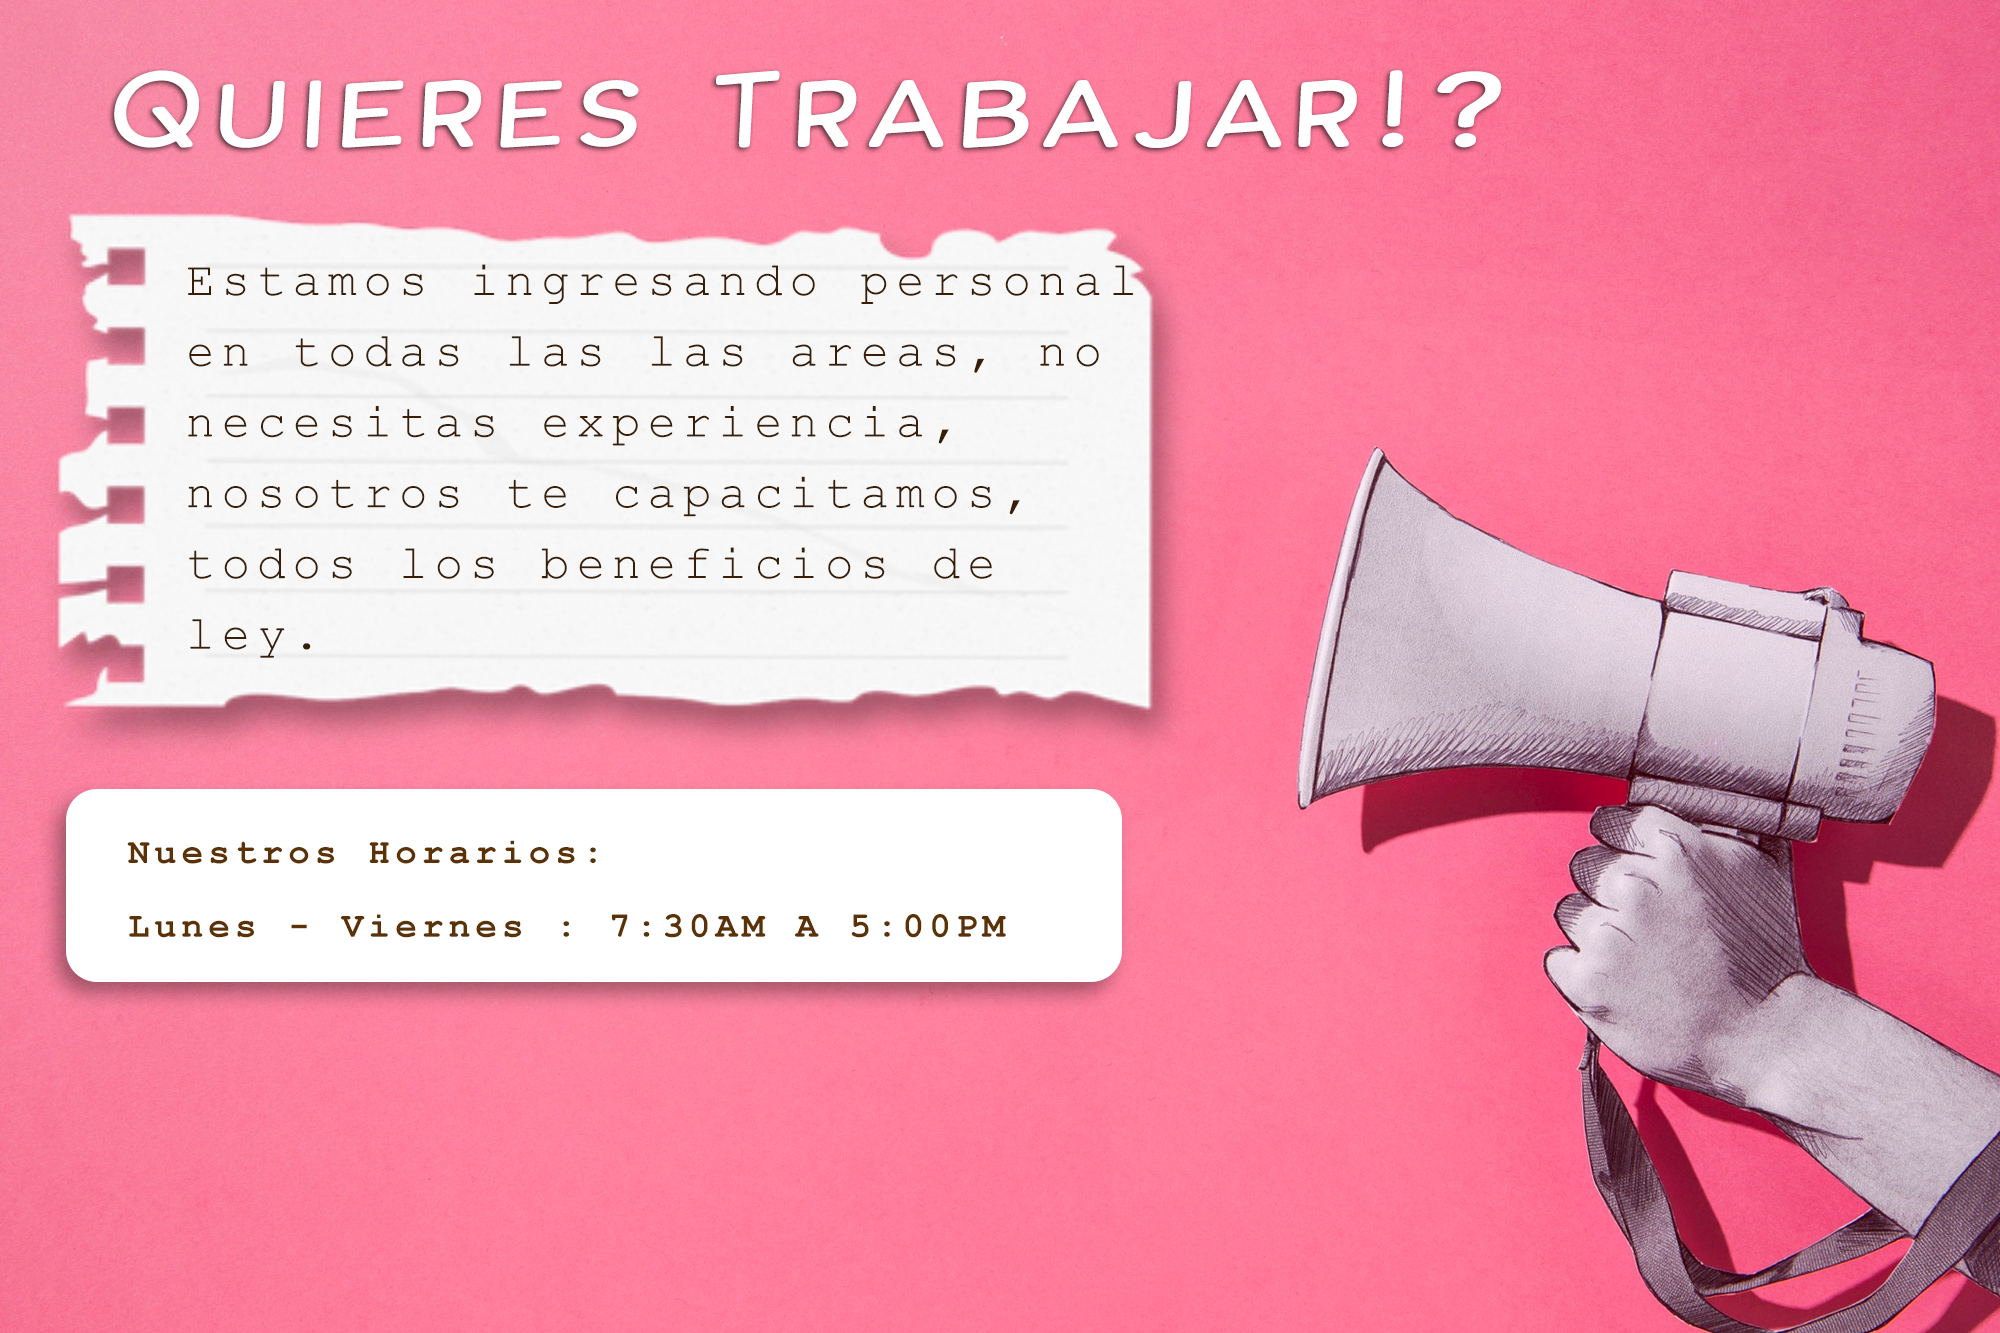 Quieres Trabajar!?
Estamos ingresando personal
en todas las las areas, no
necesitas experiencia,
nosotros te capacitamos,
todos los beneficios de
ley.
Nuestros Horarios:
Lunes - Viernes : 7:30AM A 5:00PM